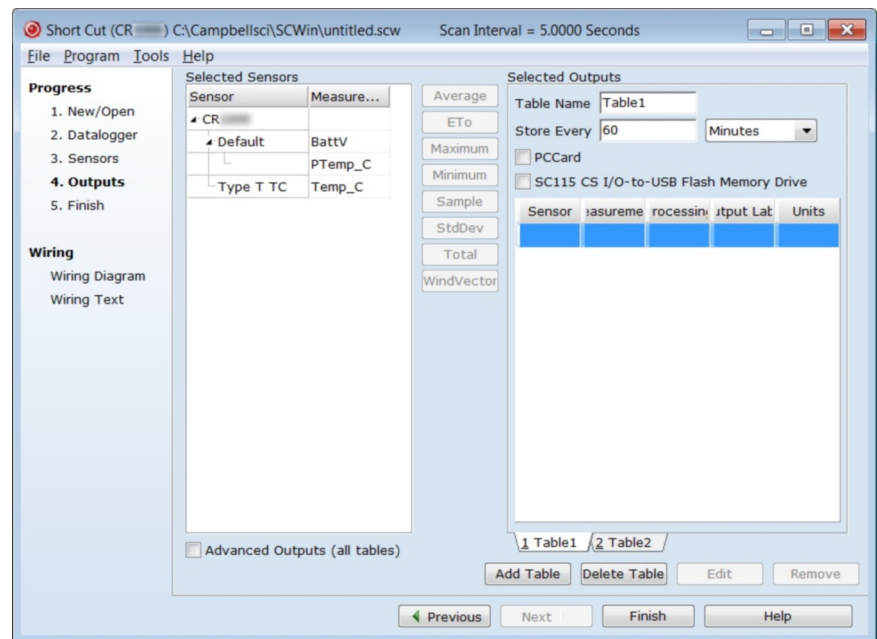 Short Cut (CR ) C:\Campbellsci\SCWin\untitled.scw Scan Interval = 5.0000 Seconds
File Program Tools Help
Progress
1. New/Open
2. Datalogger
3. Sensors
4. Outputs
5. Finish
Wiring
Wiring Diagram
Wiring Text
Selected Sensors
Sensor Measure...
CR
Default BattV
PTemp_C
Type T TC Temp_C
Advanced Outputs (all tables)
Average
ETo
Maximum
Minimum
Sample
StdDev
Total
WindVector
Selected Outputs
Table Name Table1
Store Every 60 Minutes
PCCard
SC115 CS I/O-to-USB Flash Memory Drive
Sensor easureme rocessing utput Lab Units
1 Table1 2 Table2
Add Table Delete Table Edit Remove
Previous Next Finish Help